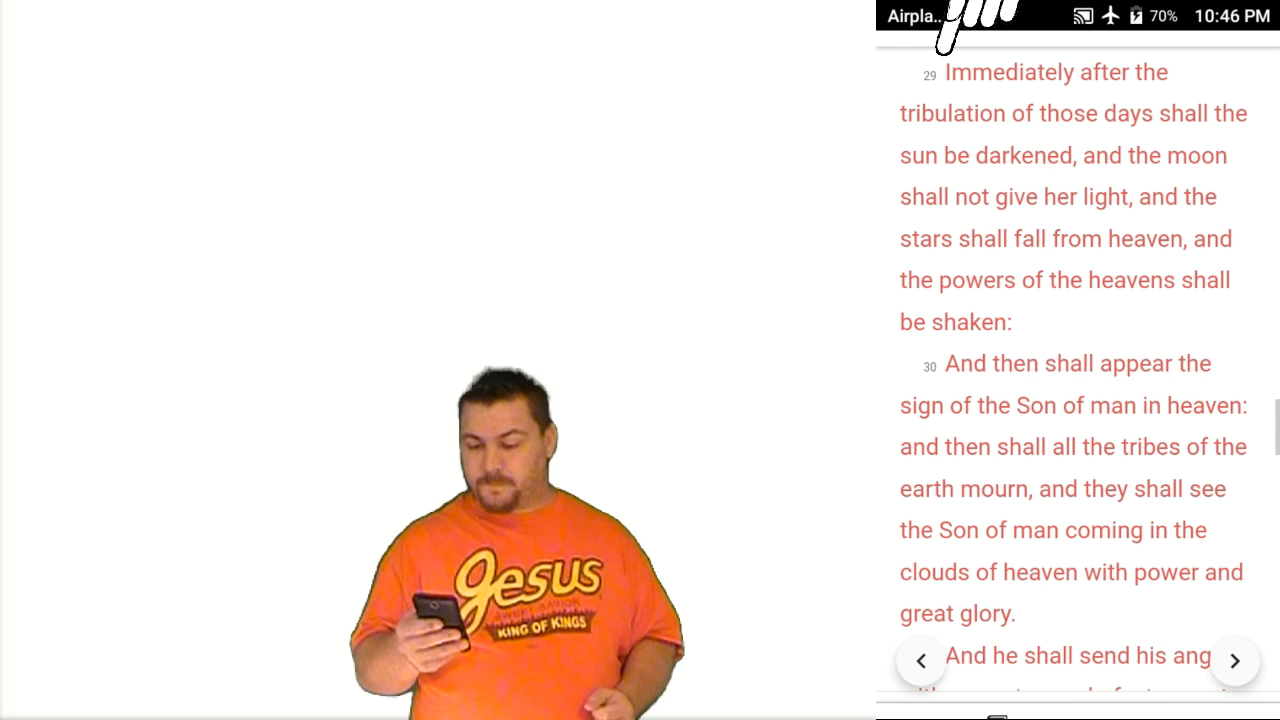 Airpla..
70%
10:46 PM
29 Immediately after the
tribulation of those days shall the
sun be darkened, and the moon
shall not give her light, and the
stars shall fall from heaven, and
the powers of the heavens shall
be shaken:
30 And then shall appear the
sign of the Son of man in heaven:
and then shall all the tribes of the
earth mourn, and they shall see
the Son of man coming in the
clouds of heaven with power and
great glory.
And he shall send his ang
Jesus
KING OF KINGS